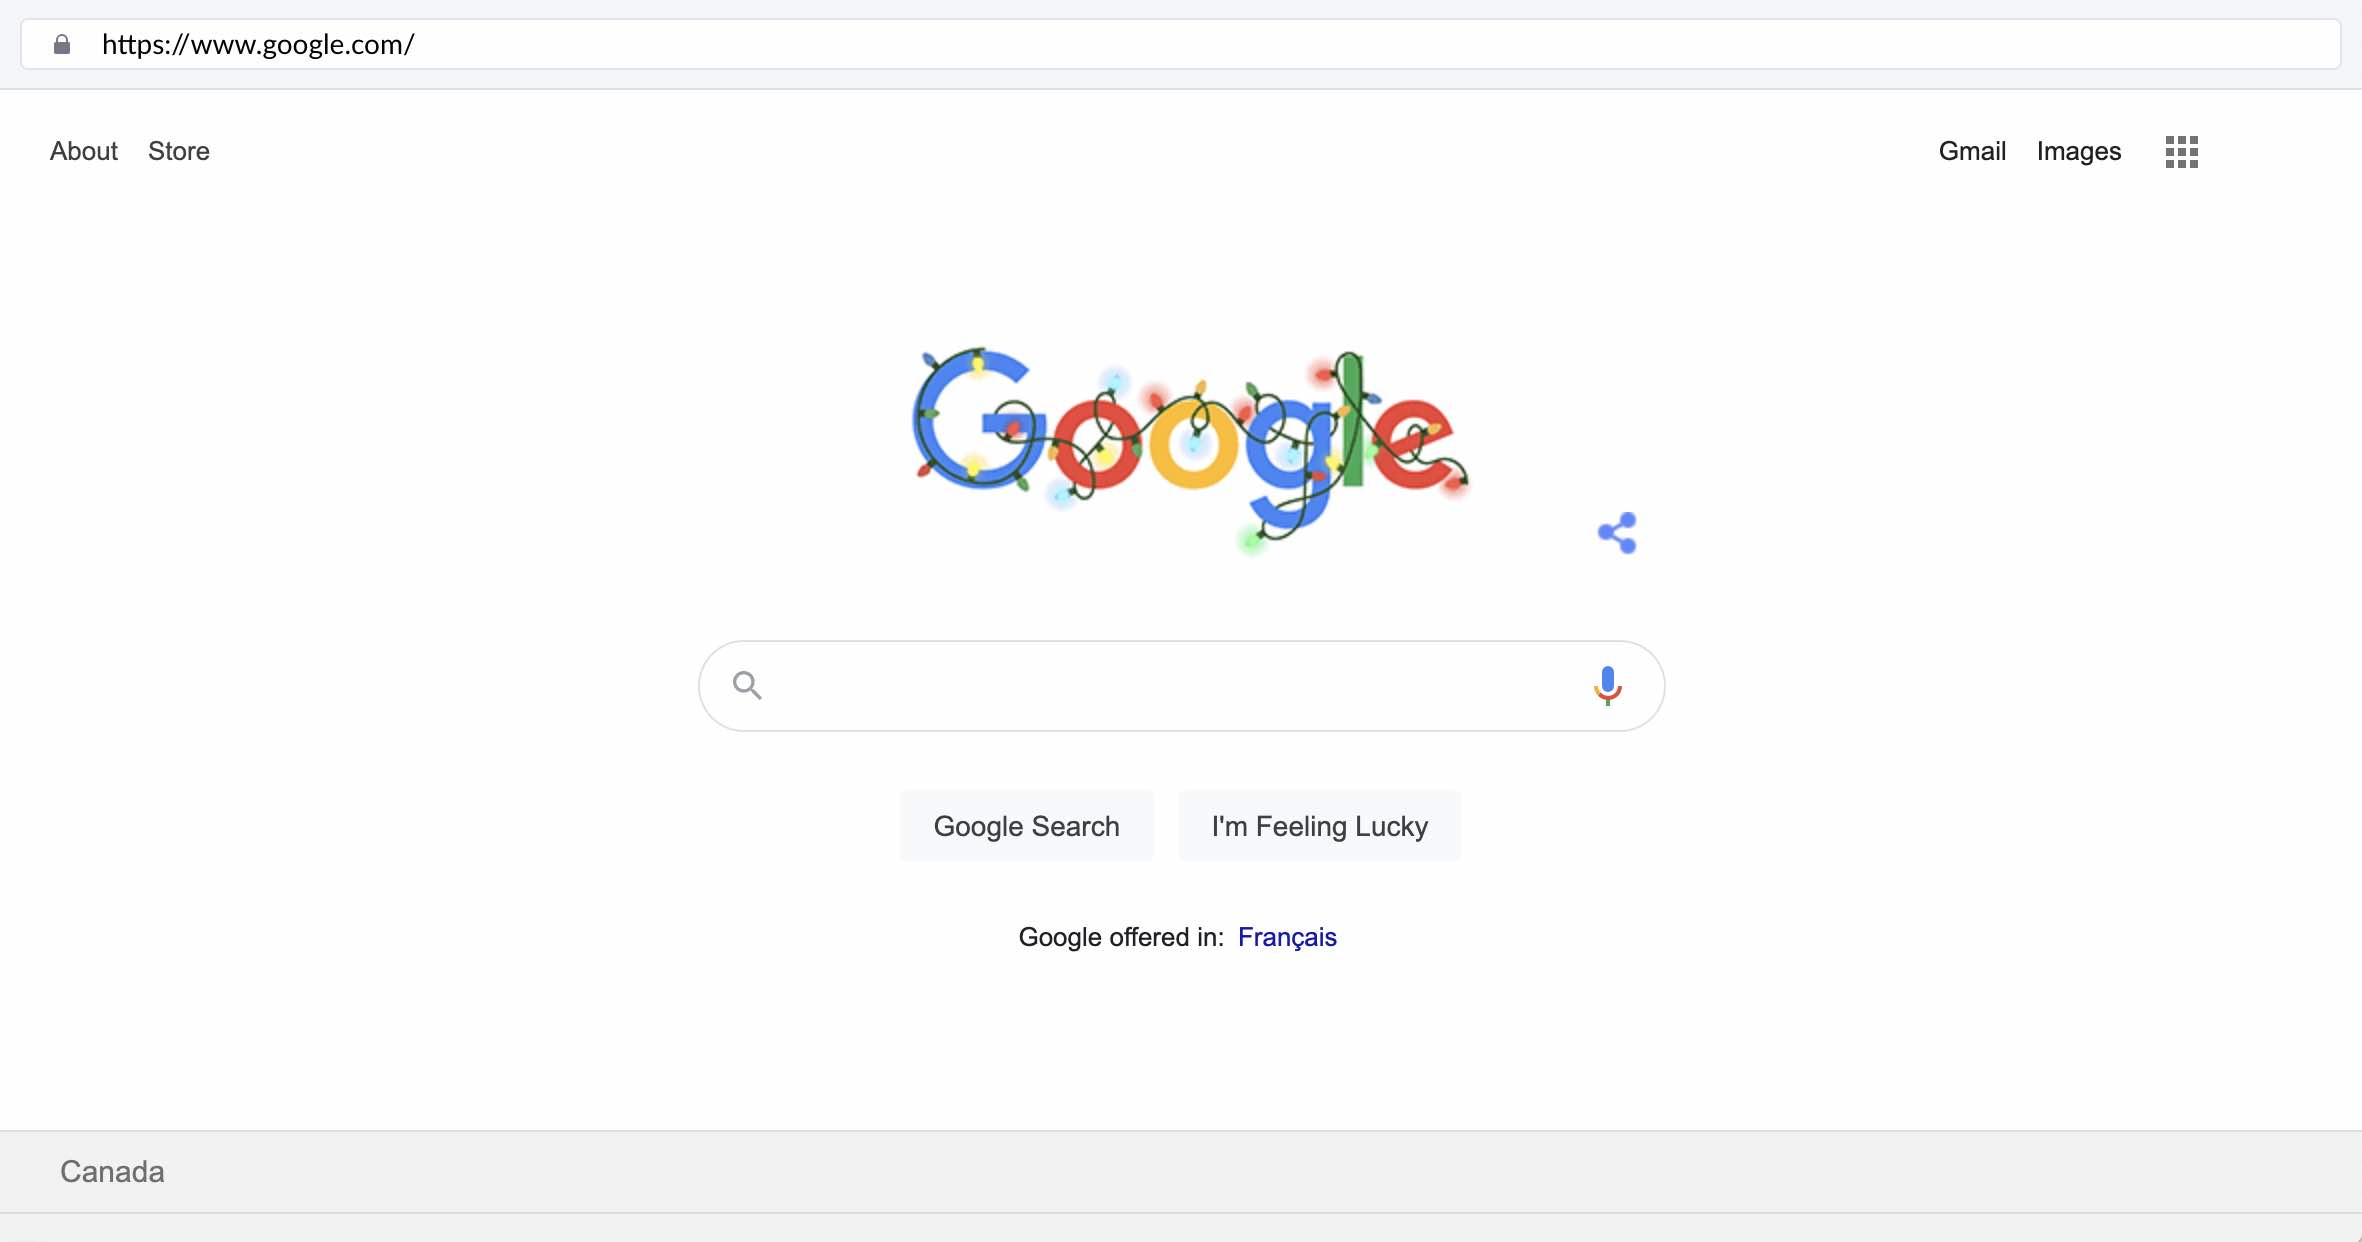 https://www.google.com/
About Store Gmail Images
Google
Google Search I'm Feeling Lucky
Google offered in: Français
Canada